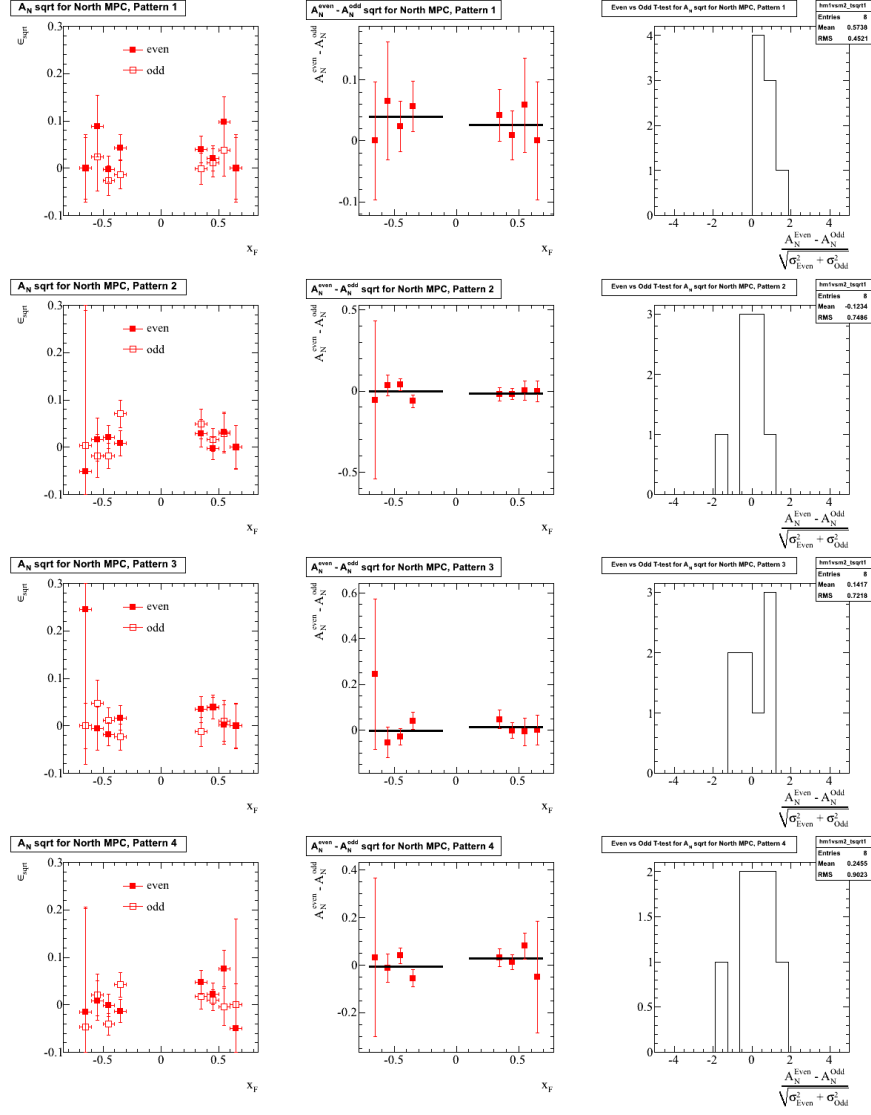 A_N sqrt for North MPC, Pattern 1
ϵ_sqrt
0.3
0.2
0.1
0
-0.1
even
odd
-0.5 0 0.5
x_F
A_N^even - A_N^odd sqrt for North MPC, Pattern 1
A_N^even - A_N^odd
0.1
0
-0.1
-0.5 0 0.5
x_F
Even vs Odd T-test for A_N sqrt for North MPC, Pattern 1
hm1vsm2_tsqrt1
Entries 8
Mean 0.5738
RMS 0.4521
4
3
2
1
0
-4 -2 0 2 4
A_N^Even - A_N^Odd
√σ²_Even + σ²_Odd
A_N sqrt for North MPC, Pattern 2
ϵ_sqrt
0.3
0.2
0.1
0
-0.1
even
odd
-0.5 0 0.5
x_F
A_N^even - A_N^odd sqrt for North MPC, Pattern 2
A_N^even - A_N^odd
0.5
0
-0.5
-0.5 0 0.5
x_F
Even vs Odd T-test for A_N sqrt for North MPC, Pattern 2
hm1vsm2_tsqrt1
Entries 8
Mean -0.1234
RMS 0.7486
3
2
1
0
-4 -2 0 2 4
A_N^Even - A_N^Odd
√σ²_Even + σ²_Odd
A_N sqrt for North MPC, Pattern 3
ϵ_sqrt
0.3
0.2
0.1
0
-0.1
even
odd
-0.5 0 0.5
x_F
A_N^even - A_N^odd sqrt for North MPC, Pattern 3
A_N^even - A_N^odd
0.6
0.4
0.2
0
-0.2
-0.5 0 0.5
x_F
Even vs Odd T-test for A_N sqrt for North MPC, Pattern 3
hm1vsm2_tsqrt1
Entries 8
Mean 0.1417
RMS 0.7218
3
2
1
0
-4 -2 0 2 4
A_N^Even - A_N^Odd
√σ²_Even + σ²_Odd
A_N sqrt for North MPC, Pattern 4
ϵ_sqrt
0.3
0.2
0.1
0
-0.1
even
odd
-0.5 0 0.5
x_F
A_N^even - A_N^odd sqrt for North MPC, Pattern 4
A_N^even - A_N^odd
0.4
0.2
0
-0.2
-0.5 0 0.5
x_F
Even vs Odd T-test for A_N sqrt for North MPC, Pattern 4
hm1vsm2_tsqrt1
Entries 8
Mean 0.2455
RMS 0.9023
2
1.5
1
0.5
0
-4 -2 0 2 4
A_N^Even - A_N^Odd
√σ²_Even + σ²_Odd